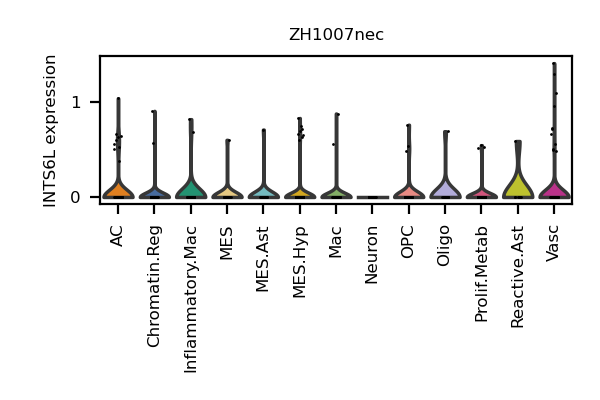 ZH1007nec
INTS6L expression
1
0
AC
Chromatin.Reg
Inflammatory.Mac
MES
MES.Ast
MES.Hyp
Mac
Neuron
OPC
Oligo
Prolif.Metab
Reactive.Ast
Vasc